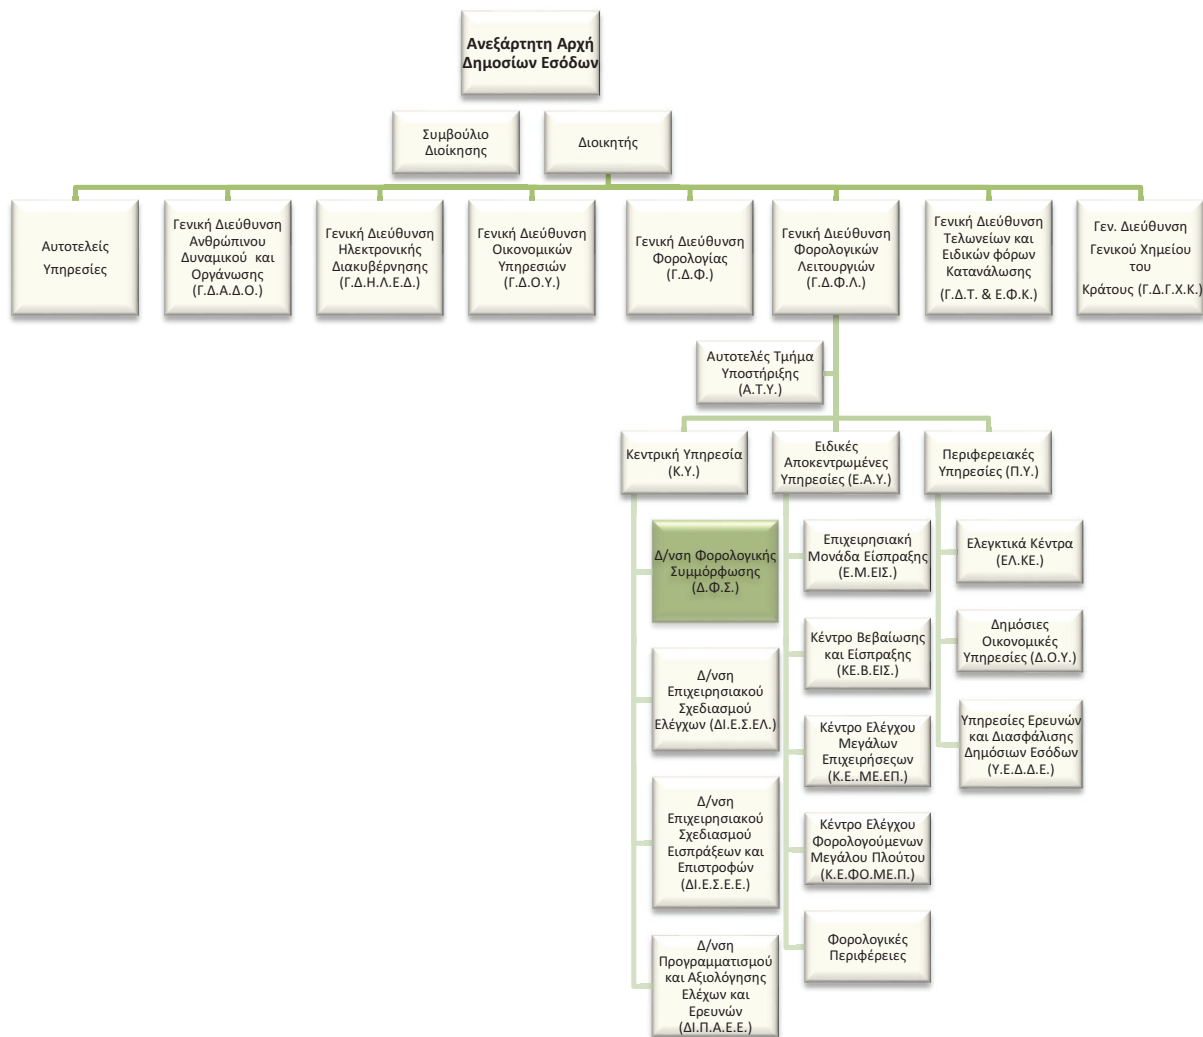 Ανεξάρτητη Αρχή
Δημοσίων Εσόδων
Συμβούλιο
Διοίκησης
Διοικητής
Αυτοτελείς
Υπηρεσίες
Γενική Διεύθυνση
Ανθρώπινου
Δυναμικού και
Οργάνωσης
(Γ.Δ.Α.Δ.Ο.)
Γενική Διεύθυνση
Ηλεκτρονικής
Διακυβέρνησης
(Γ.Δ.Η.Λ.Ε.Δ.)
Γενική Διεύθυνση
Οικονομικών
Υπηρεσιών
(Γ.Δ.Ο.Υ.)
Γενική Διεύθυνση
Φορολογίας
(Γ.Δ.Φ.)
Γενική Διεύθυνση
Φορολογικών
Λειτουργιών
(Γ.Δ.Φ.Λ.)
Γενική Διεύθυνση
Τελωνείων και
Ειδικών φόρων
Κατανάλωσης
(Γ.Δ.Τ. & Ε.Φ.Κ.)
Γεν. Διεύθυνση
Γενικού Χημείου
του
Κράτους (Γ.Δ.Γ.Χ.Κ.)
Αυτοτελές Τμήμα
Υποστήριξης
(Α.Τ.Υ.)
Κεντρική Υπηρεσία
(Κ.Υ.)
Δ/νση Φορολογικής
Συμμόρφωσης
(Δ.Φ.Σ.)
Δ/νση
Επιχειρησιακού
Σχεδιασμού
Ελέγχων (ΔΙ.Ε.Σ.ΕΛ.)
Δ/νση
Επιχειρησιακού
Σχεδιασμού
Εισπράξεων και
Επιστροφών
(ΔΙ.Ε.Σ.Ε.Ε.)
Δ/νση
Προγραμματισμού
και Αξιολόγησης
Ελέχων και
Ερευνών
(ΔΙ.Π.Α.Ε.Ε.)
Ειδικές
Αποκεντρωμένες
Υπηρεσίες (Ε.Α.Υ.)
Επιχειρησιακή
Μονάδα Είσπραξης
(Ε.Μ.ΕΙΣ.)
Κέντρο Βεβαίωσης
και Είσπραξης
(ΚΕ.Β.ΕΙΣ.)
Κέντρο Ελέγχου
Μεγάλων
Επιχειρήσεςων
(Κ.Ε..ΜΕ.ΕΠ.)
Κέντρο Ελέγχου
Φορολογούμενων
Μεγάλου Πλούτου
(Κ.Ε.ΦΟ.ΜΕ.Π.)
Φορολογικές
Περιφέρειες
Περιφερειακές
Υπηρεσίες (Π.Υ.)
Ελεγκτικά Κέντρα
(ΕΛ.ΚΕ.)
Δημόσιες
Οικονομικές
Υπηρεσίες (Δ.Ο.Υ.)
Υπηρεσίες Ερευνών
και Διασφάλισης
Δημόσιων Εσόδων
(Υ.Ε.Δ.Δ.Ε.)